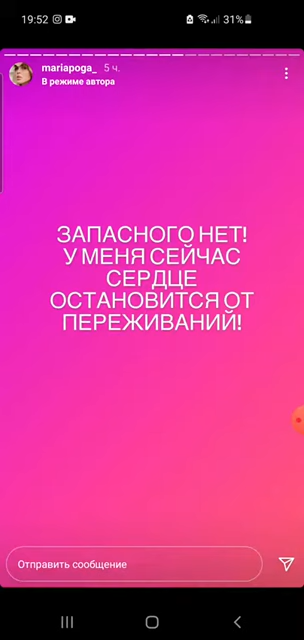 19:52 31%
mariapoga_ 5 ч.
В режиме автора
ЗАПАСНОГО НЕТ!
У МЕНЯ СЕЙЧАС
СЕРДЦЕ
ОСТАНОВИТСЯ ОТ
ПЕРЕЖИВАНИЙ!
Отправить сообщение